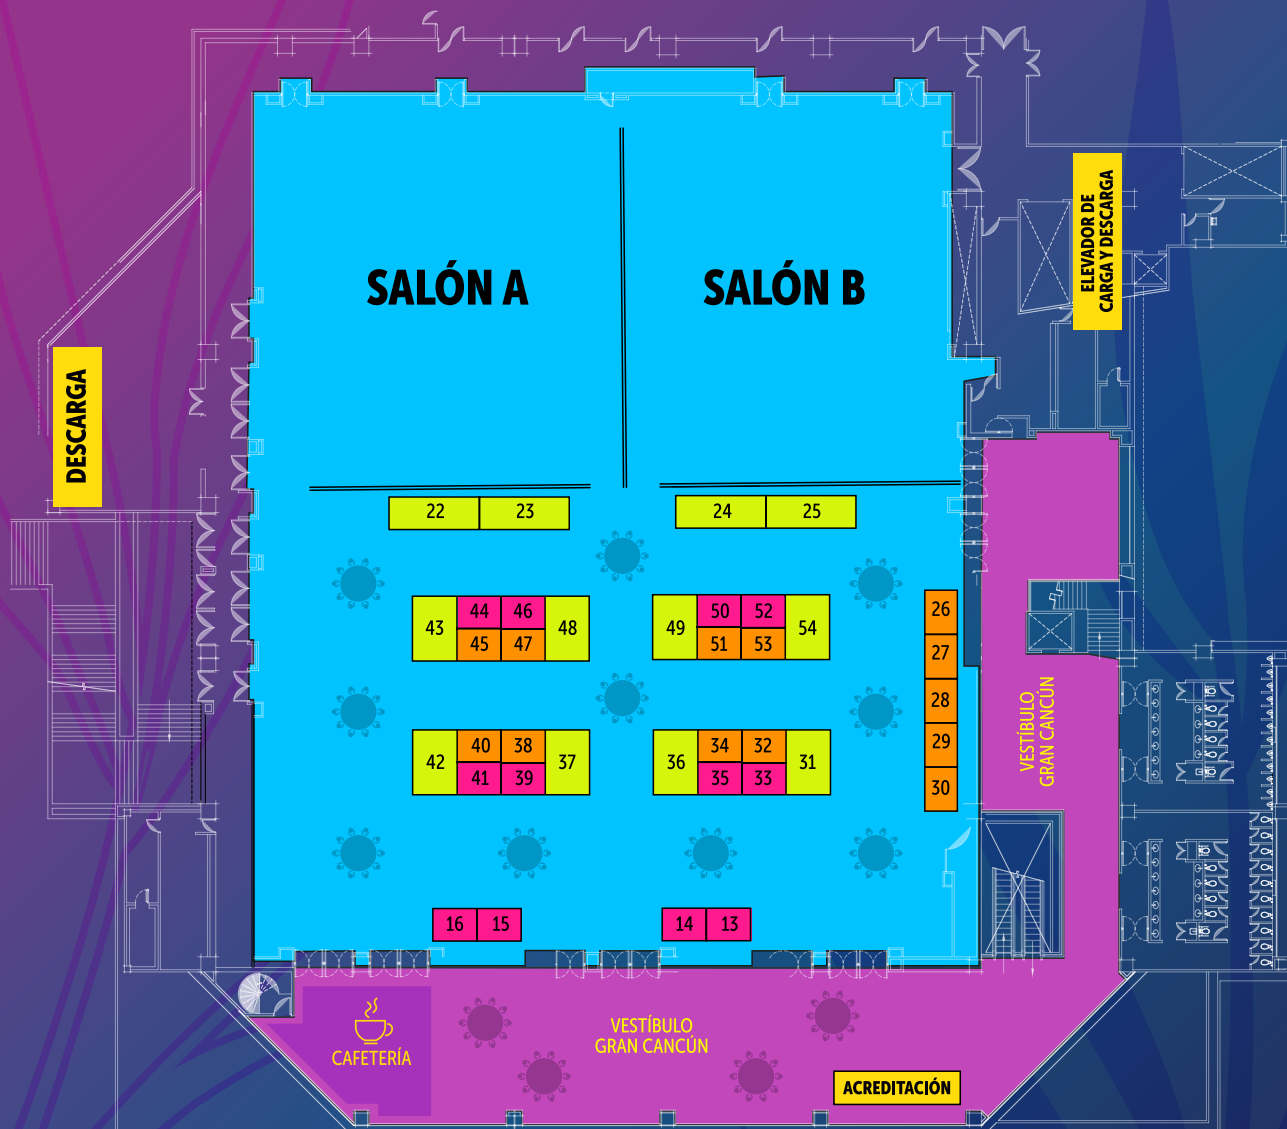 SALÓN A
SALÓN B
ELEVADOR DE
CARGA Y DESCARGA
DESCARGA
22 23
24 25
43 44 46 48
45 47
49 50 52 54
51 53
26
27
28
29
30
42 40 38 37
41 39
36 34 32 31
35 33
16 15
14 13
VESTÍBULO
GRAN CANCÚN
CAFETERÍA
VESTÍBULO
GRAN CANCÚN
ACREDITACIÓN